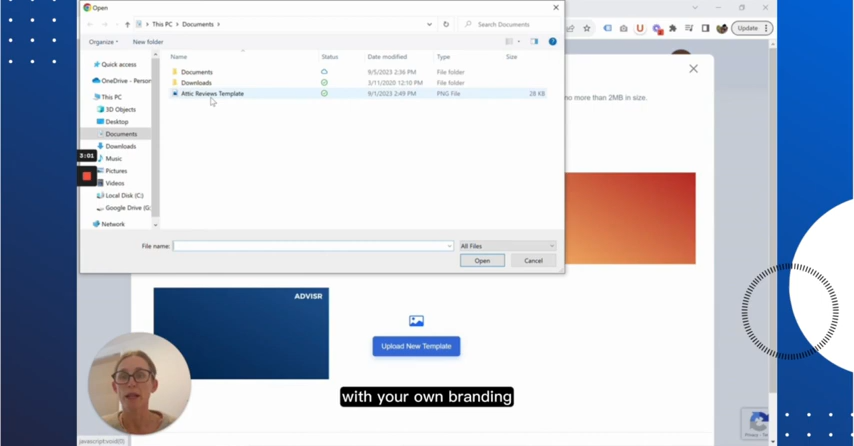 Open
This PC > Documents >
Search Documents
Update
Organize
New folder
Name
Status
Date modified
Type
Size
Quick access
OneDrive - Person
This PC
3D Objects
Desktop
Documents
Downloads
Music
Pictures
Videos
Local Disk (C:)
Google Drive (G:
Network
Documents
9/5/2023 2:36 PM
File folder
Downloads
3/11/2020 12:10 PM
File folder
Attic Reviews Template
9/1/2023 2:49 PM
PNG File
28 KB
no more than 2MB in size.
3:01
File name:
All Files
Open
Cancel
ADVISR
Upload New Template
with your own branding
javascript:void(0)
Privacy